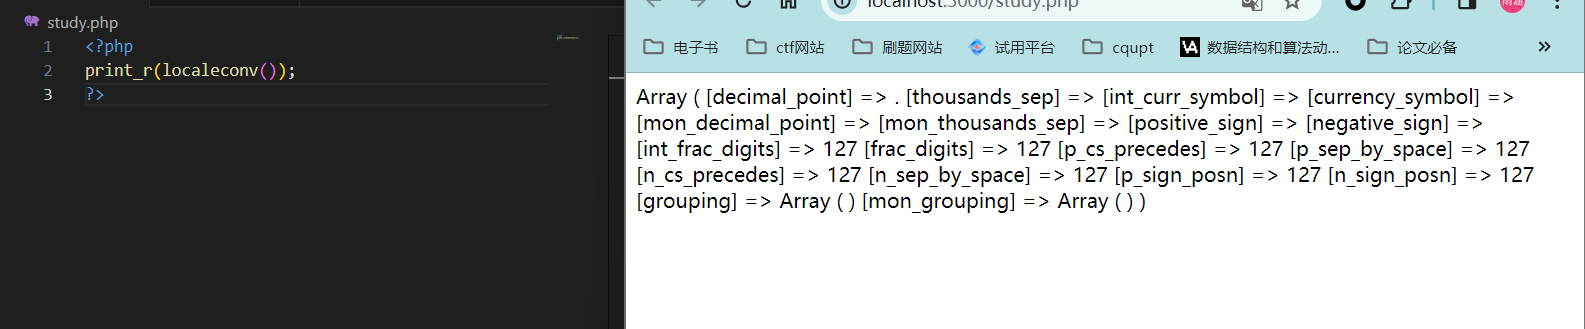 study.php
1 <?php
2 print_r(localeconv());
3 ?>
localhost:3000/study.php
电子书 ctf网站 刷题网站 试用平台 cqupt 数据结构和算法动... 论文必备 »
Array ( [decimal_point] => . [thousands_sep] => [int_curr_symbol] => [currency_symbol] =>
[mon_decimal_point] => [mon_thousands_sep] => [positive_sign] => [negative_sign] =>
[int_frac_digits] => 127 [frac_digits] => 127 [p_cs_precedes] => 127 [p_sep_by_space] => 127
[n_cs_precedes] => 127 [n_sep_by_space] => 127 [p_sign_posn] => 127 [n_sign_posn] => 127
[grouping] => Array ( ) [mon_grouping] => Array ( ) )